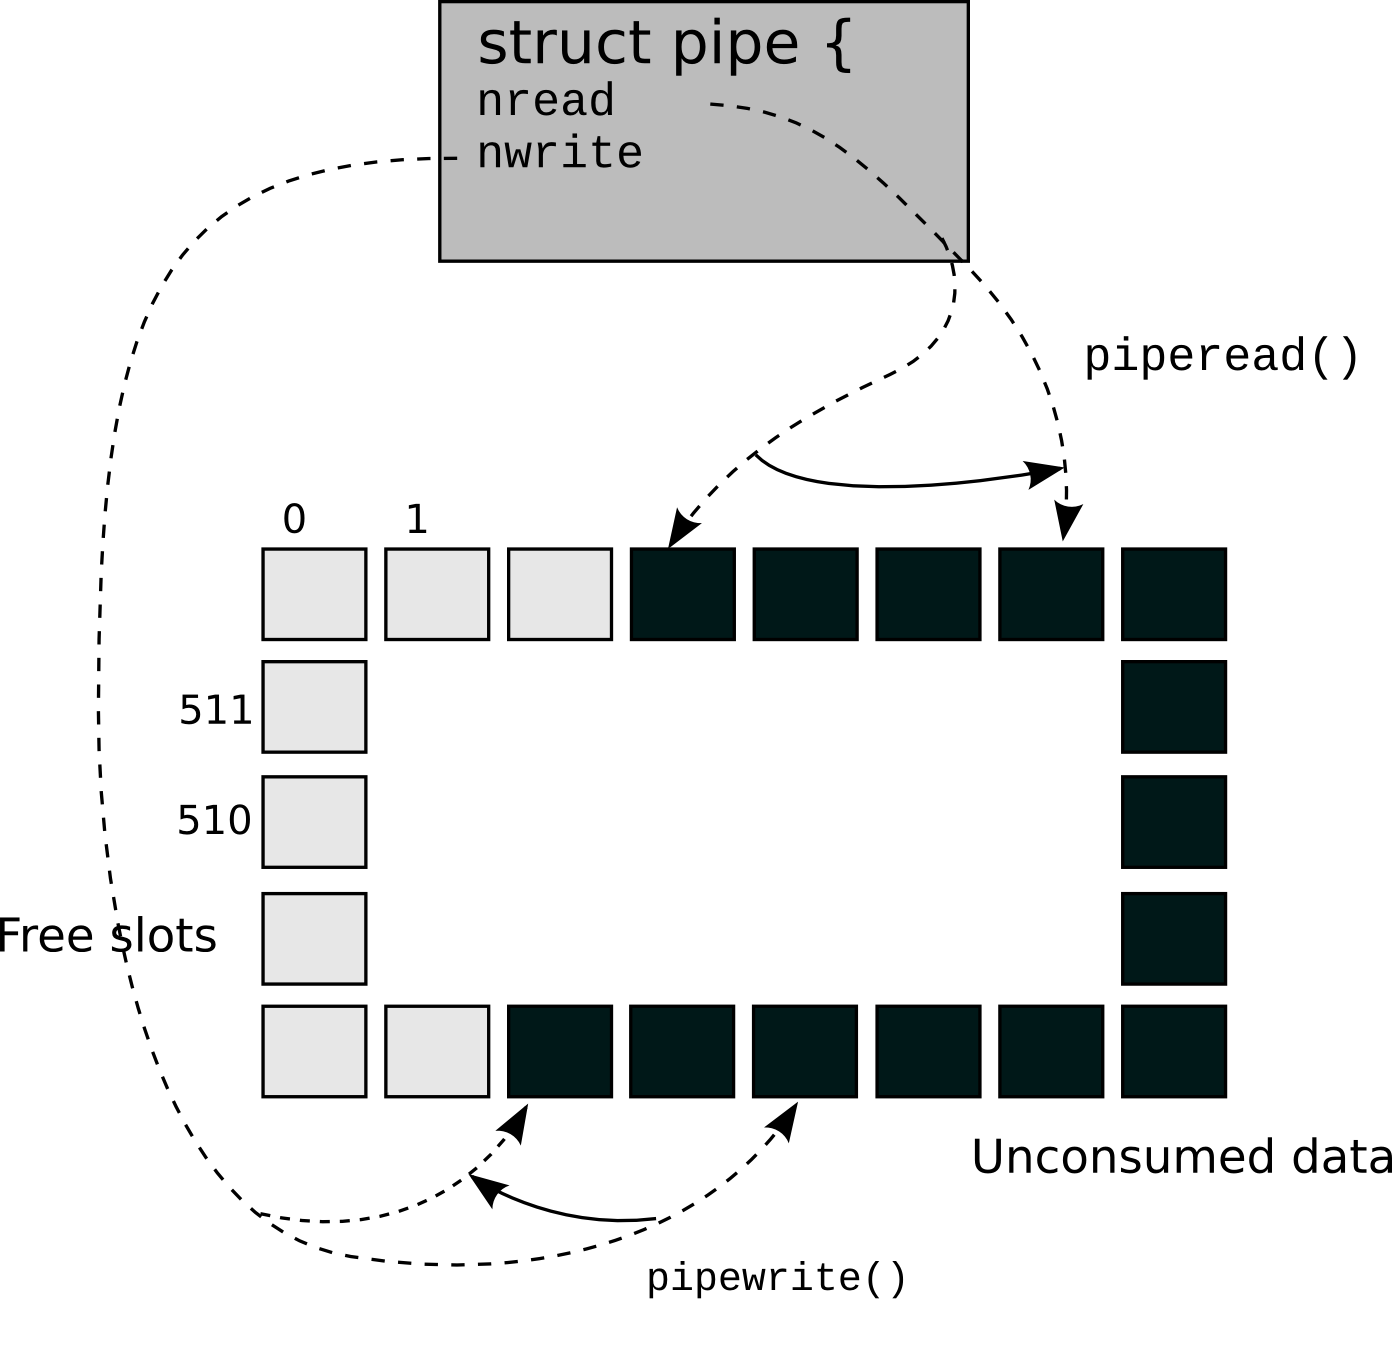 struct pipe {
nread
nwrite
piperead()
0
1
511
510
Free slots
Unconsumed data
pipewrite()